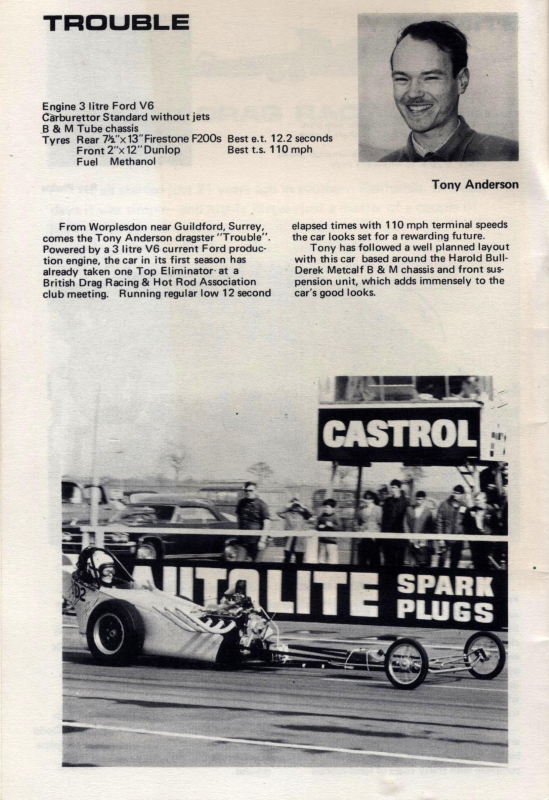 TROUBLE
Engine 3 litre Ford V6
Carburettor Standard without jets
B & M Tube chassis
Tyres Rear 7½"×13" Firestone F200s Best e.t. 12.2 seconds
Front 2"×12" Dunlop Best t.s. 110 mph
Fuel Methanol
Tony Anderson
From Worplesdon near Guildford, Surrey,
comes the Tony Anderson dragster "Trouble".
Powered by a 3 litre V6 current Ford produc-
tion engine, the car in its first season has
already taken one Top Eliminator at a
British Drag Racing & Hot Rod Association
club meeting. Running regular low 12 second
elapsed times with 110 mph terminal speeds
the car looks set for a rewarding future.
Tony has followed a well planned layout
with this car based around the Harold Bull-
Derek Metcalf B & M chassis and front sus-
pension unit, which adds immensely to the
car's good looks.
CASTROL
AUTOLITE SPARK
PLUGS